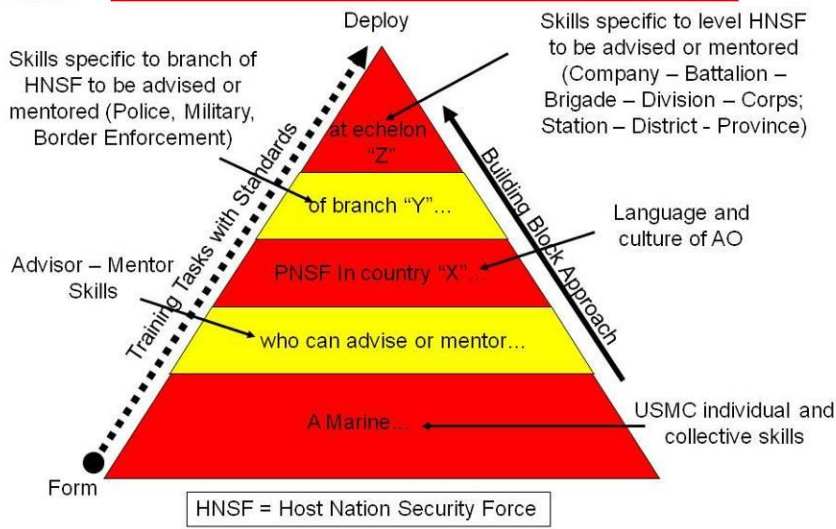 Deploy
Skills specific to branch of
HNSF to be advised or
mentored (Police, Military,
Border Enforcement)
Skills specific to level HNSF
to be advised or mentored
(Company – Battalion –
Brigade – Division – Corps;
Station – District - Province)
at echelon
“Z”
of branch “Y”…
PNSF In country “X”…
who can advise or mentor…
A Marine…
Training Tasks with Standards
Building Block Approach
Language and
culture of AO
Advisor – Mentor
Skills
USMC individual and
collective skills
Form
HNSF = Host Nation Security Force